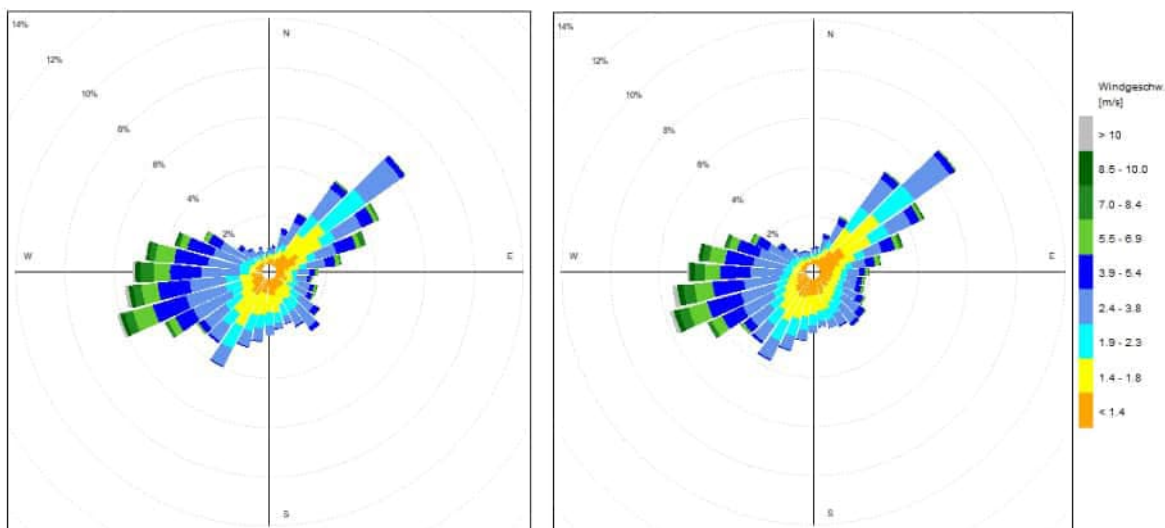 14%
12%
10%
8%
6%
4%
2%
N
W
E
S
14%
12%
10%
8%
6%
4%
2%
N
W
E
S
Windgeschw.
[m/s]
> 10
8.5 - 10.0
7.0 - 8.4
5.5 - 6.9
3.9 - 5.4
2.4 - 3.8
1.9 - 2.3
1.4 - 1.8
< 1.4